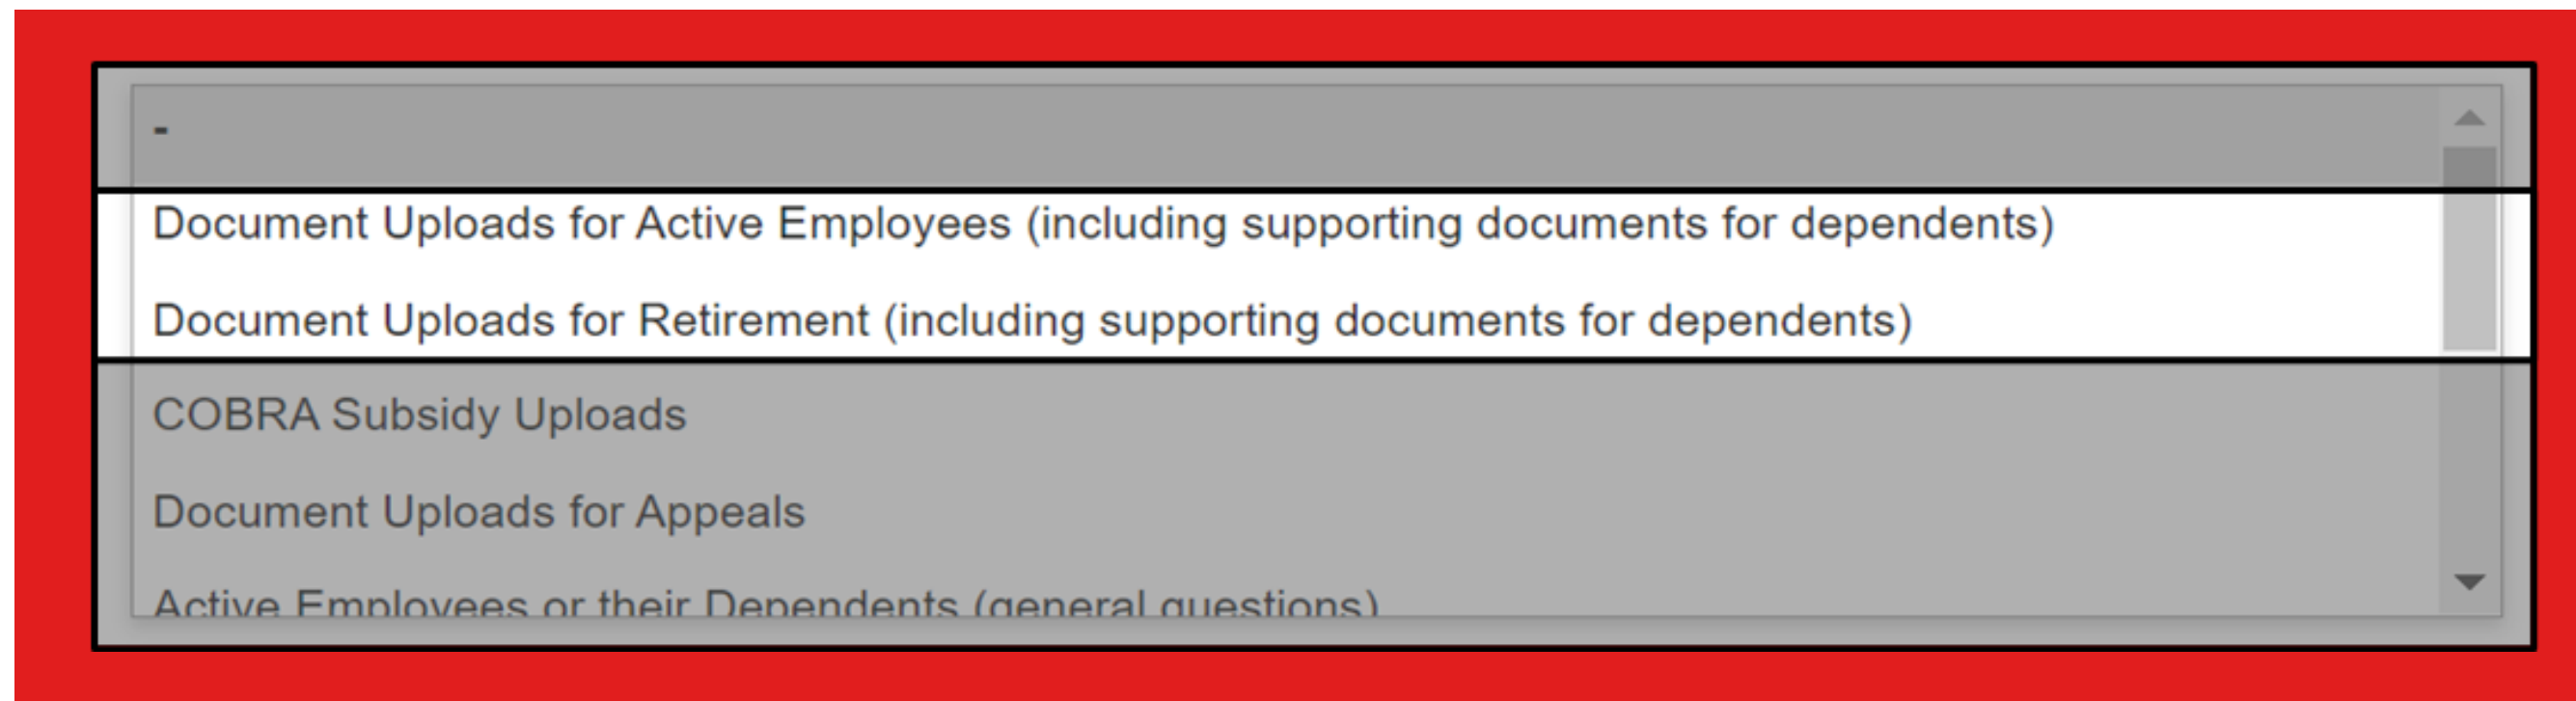 -
Document Uploads for Active Employees (including supporting documents for dependents)
Document Uploads for Retirement (including supporting documents for dependents)
COBRA Subsidy Uploads
Document Uploads for Appeals
Active Employees or their Dependents (general questions)